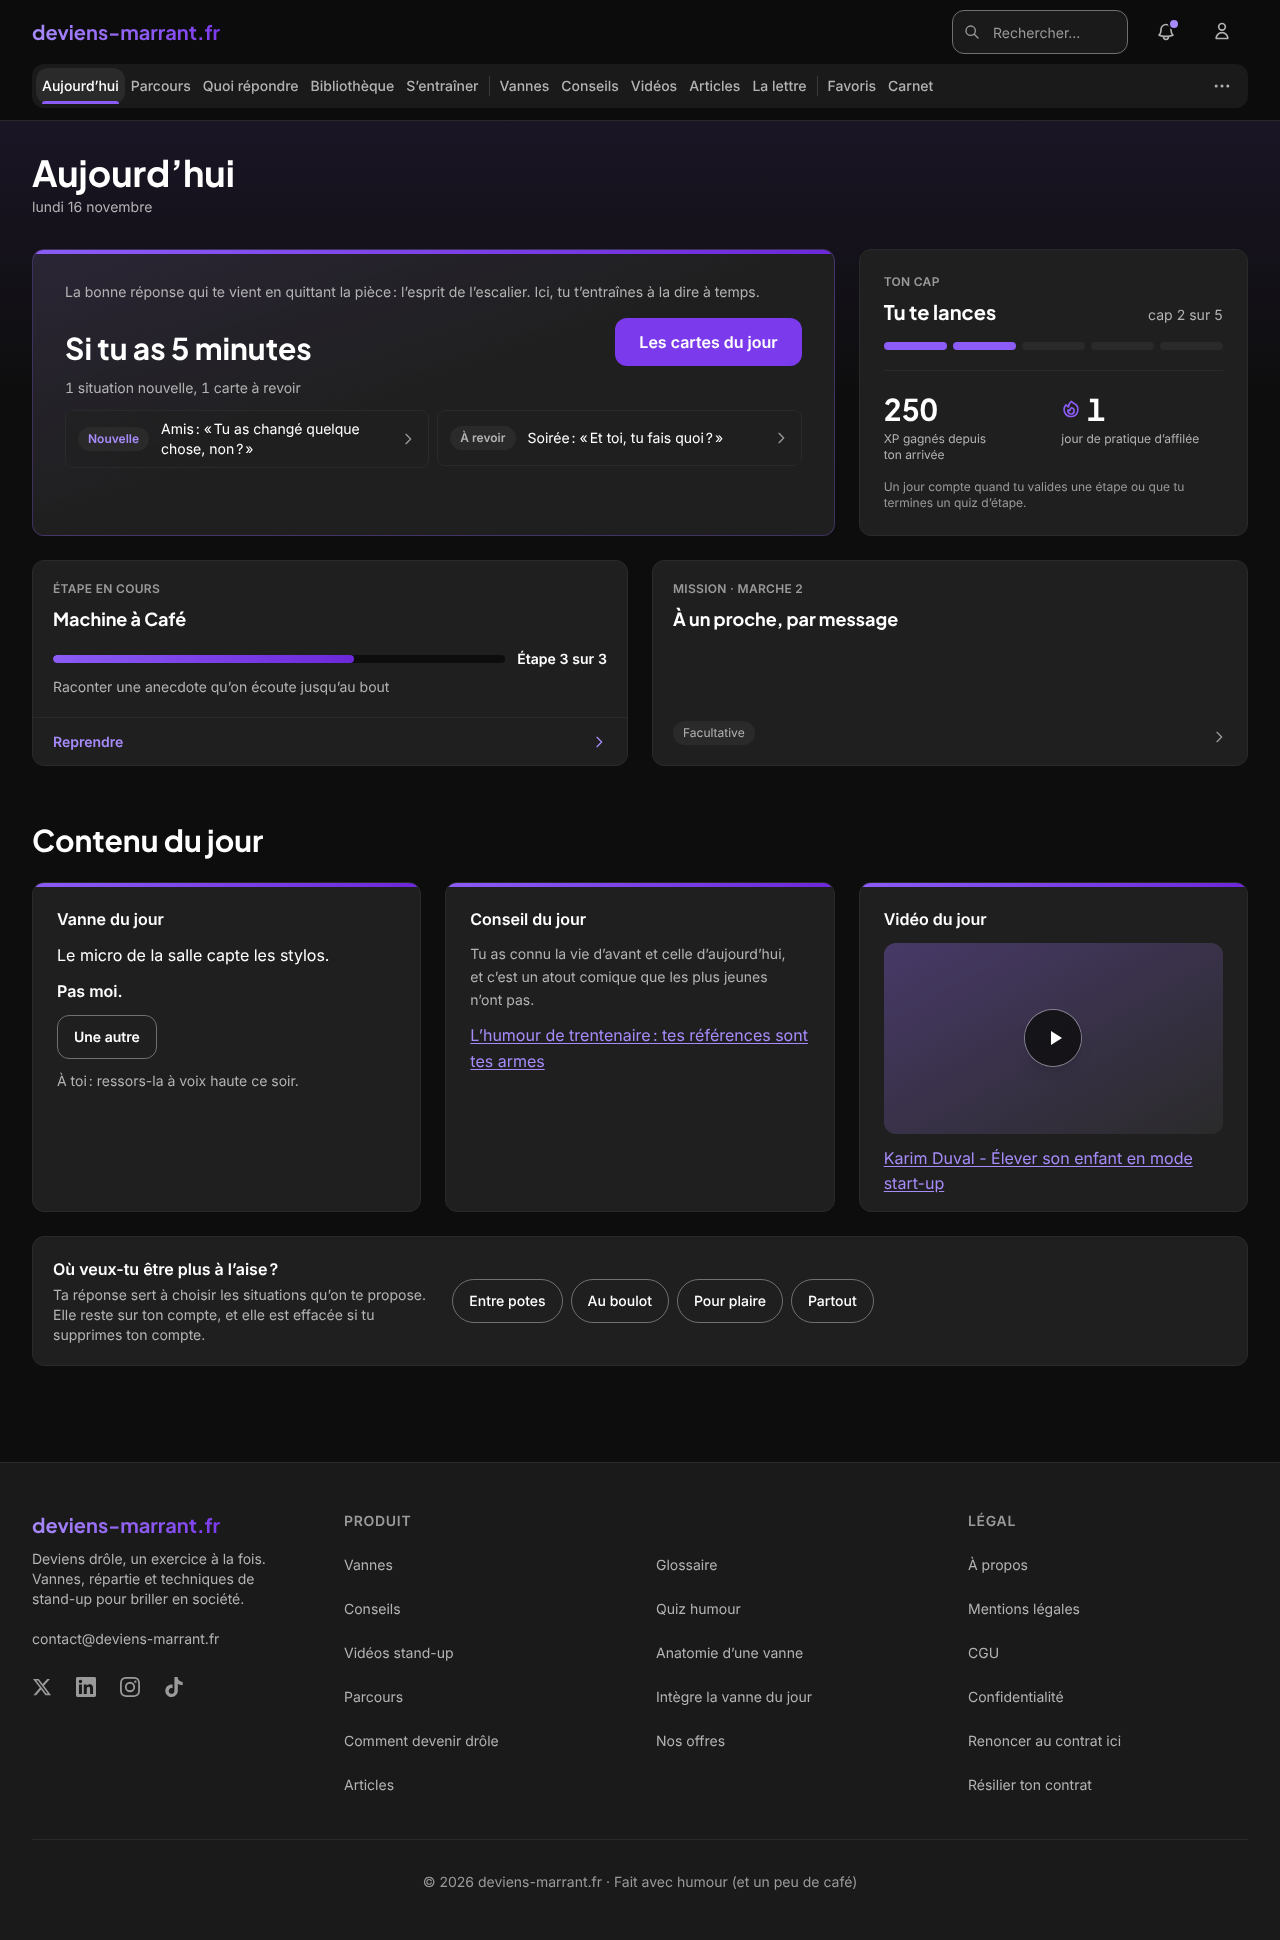 deviens-marrant.fr
Rechercher...
Aujourd’hui Parcours Quoi répondre Bibliothèque S’entraîner Vannes Conseils Vidéos Articles La lettre Favoris Carnet
Aujourd’hui
lundi 16 novembre
La bonne réponse qui te vient en quittant la pièce : l’esprit de l’escalier. Ici, tu t’entraînes à la dire à temps.
Si tu as 5 minutes
Les cartes du jour
1 situation nouvelle, 1 carte à revoir
Nouvelle
Amis : « Tu as changé quelque
chose, non ? »
À revoir
Soirée : « Et toi, tu fais quoi ? »
TON CAP
Tu te lances
cap 2 sur 5
250
XP gagnés depuis
ton arrivée
1
jour de pratique d’affilée
Un jour compte quand tu valides une étape ou que tu
termines un quiz d’étape.
ÉTAPE EN COURS
Machine à Café
Étape 3 sur 3
Raconter une anecdote qu’on écoute jusqu’au bout
Reprendre
MISSION · MARCHE 2
À un proche, par message
Facultative
Contenu du jour
Vanne du jour
Le micro de la salle capte les stylos.
Pas moi.
Une autre
À toi : ressors-la à voix haute ce soir.
Conseil du jour
Tu as connu la vie d’avant et celle d’aujourd’hui,
et c’est un atout comique que les plus jeunes
n’ont pas.
L’humour de trentenaire : tes références sont
tes armes
Vidéo du jour
Karim Duval - Élever son enfant en mode
start-up
Où veux-tu être plus à l’aise ?
Ta réponse sert à choisir les situations qu’on te propose.
Elle reste sur ton compte, et elle est effacée si tu
supprimes ton compte.
Entre potes
Au boulot
Pour plaire
Partout
deviens-marrant.fr
Deviens drôle, un exercice à la fois.
Vannes, répartie et techniques de
stand-up pour briller en société.
contact@deviens-marrant.fr
PRODUIT
Vannes
Conseils
Vidéos stand-up
Parcours
Comment devenir drôle
Articles
Glossaire
Quiz humour
Anatomie d’une vanne
Intègre la vanne du jour
Nos offres
LÉGAL
À propos
Mentions légales
CGU
Confidentialité
Renoncer au contrat ici
Résilier ton contrat
© 2026 deviens-marrant.fr · Fait avec humour (et un peu de café)